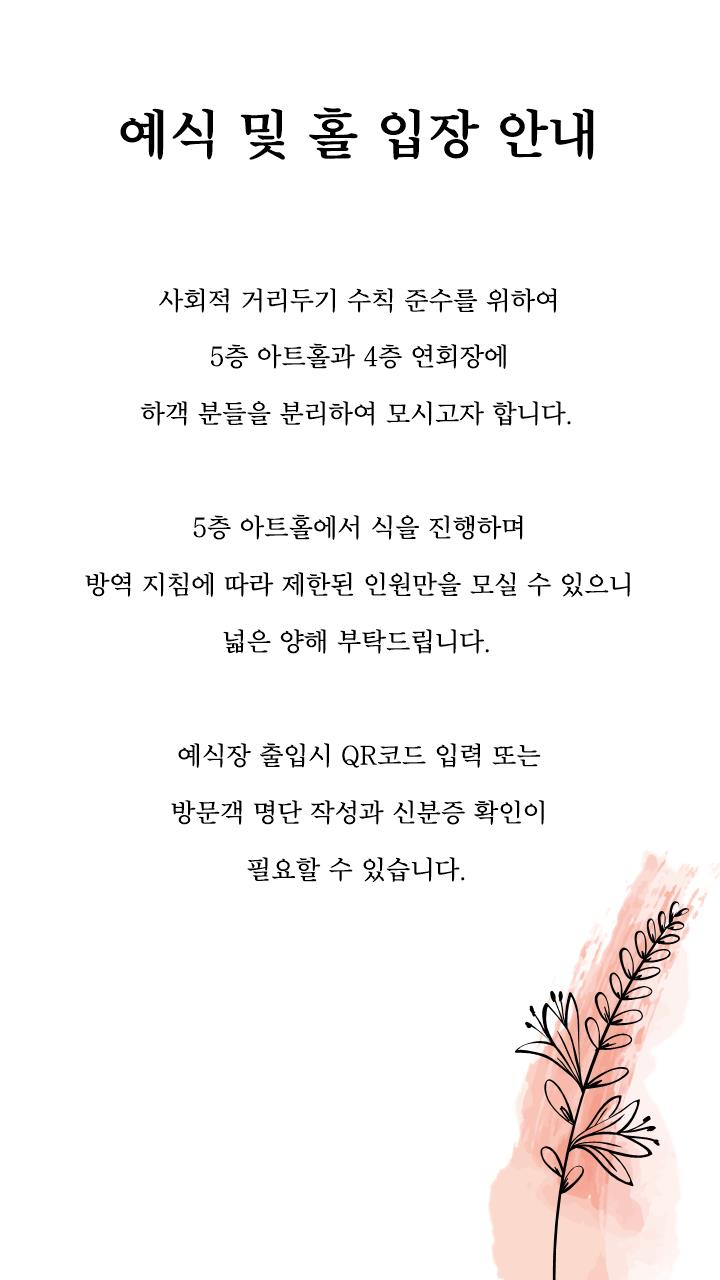 예식 및 홀 입장 안내
사회적 거리두기 수칙 준수를 위하여
5층 아트홀과 4층 연회장에
하객 분들을 분리하여 모시고자 합니다.
5층 아트홀에서 식을 진행하며
방역 지침에 따라 제한된 인원만을 모실 수 있으니
넓은 양해 부탁드립니다.
예식장 출입시 QR코드 입력 또는
방문객 명단 작성과 신분증 확인이
필요할 수 있습니다.